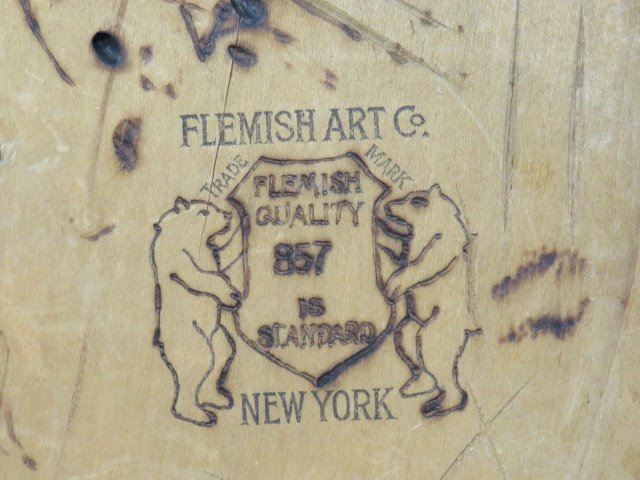 FLEMISH ART Co.
TRADE MARK
FLEMISH
QUALITY
857
IS
STANDARD
NEW YORK